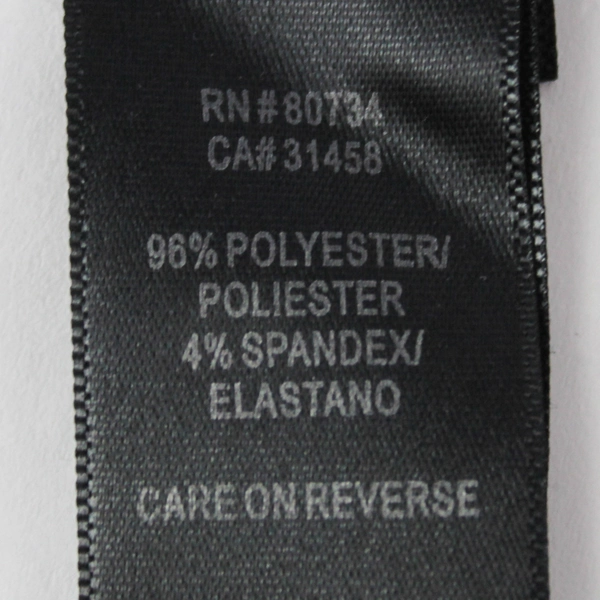 RN # 80734
CA# 31458
96% POLYESTER/
POLIESTER
4% SPANDEX/
ELASTANO
CARE ON REVERSE